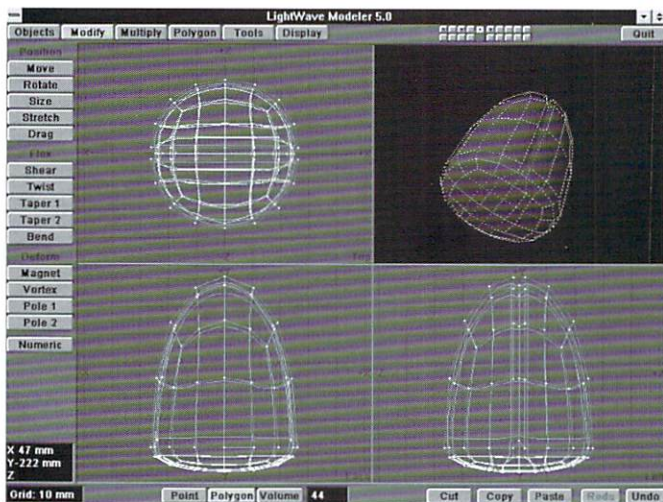 LightWave Modeler 5.0
Objects Modify Multiply Polygon Tools Display Quit
Position
Move
Rotate
Size
Stretch
Drag
Flex
Shear
Twist
Taper 1
Taper 2
Bend
Deform
Magnet
Vortex
Pole 1
Pole 2
Numeric
X 47 mm
Y-222 mm
Z
Grid: 10 mm Point Polygon Volume 44 Cut Copy Paste Redo Undo